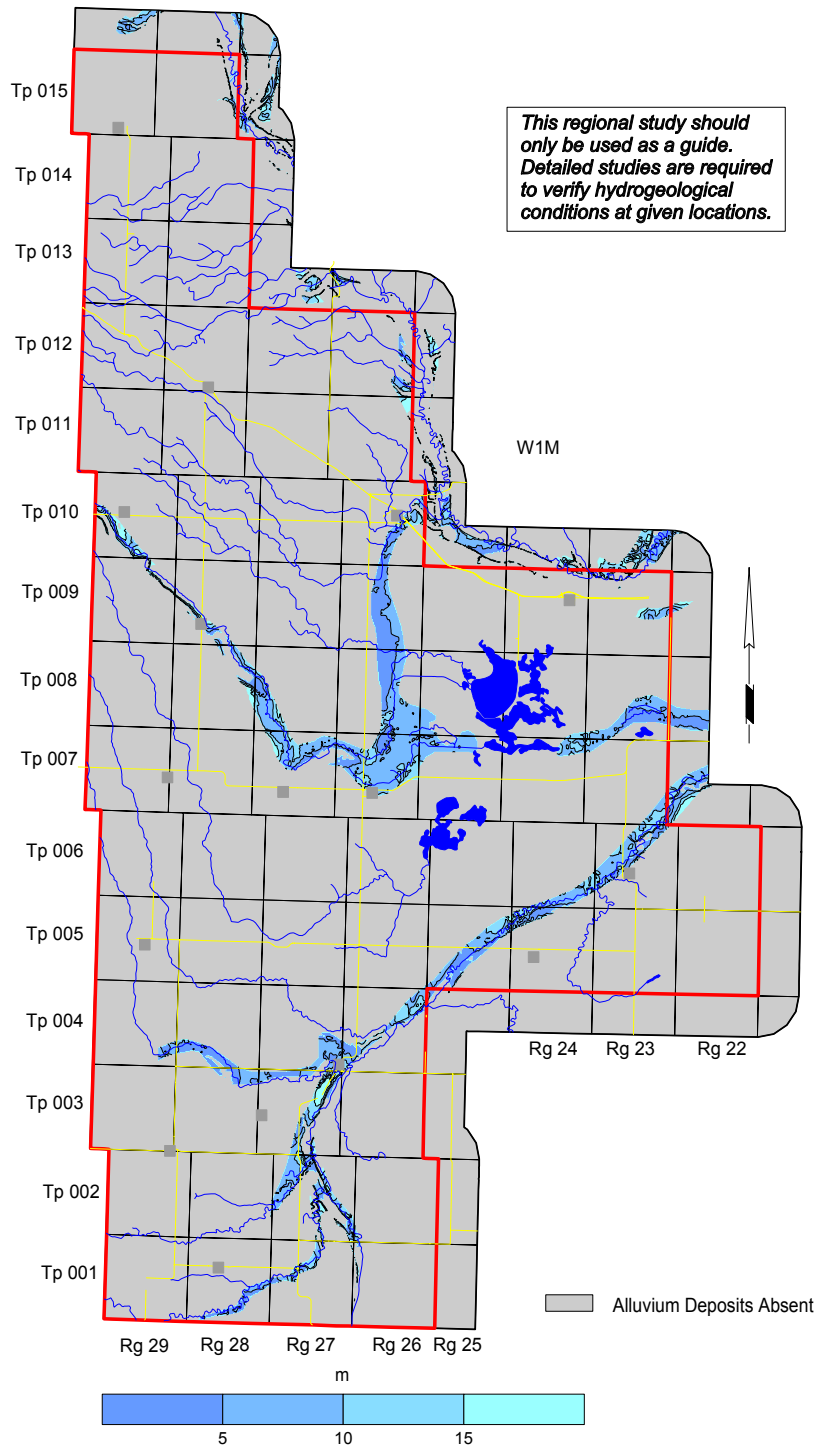 Tp 015
This regional study should
only be used as a guide.
Detailed studies are required
to verify hydrogeological
conditions at given locations.
Tp 014
Tp 013
Tp 012
Tp 011
W1M
Tp 010
Tp 009
Tp 008
Tp 007
Tp 006
Tp 005
Tp 004
Rg 24 Rg 23 Rg 22
Tp 003
Tp 002
Tp 001
Alluvium Deposits Absent
Rg 29 Rg 28 Rg 27 Rg 26 Rg 25
m
5 10 15